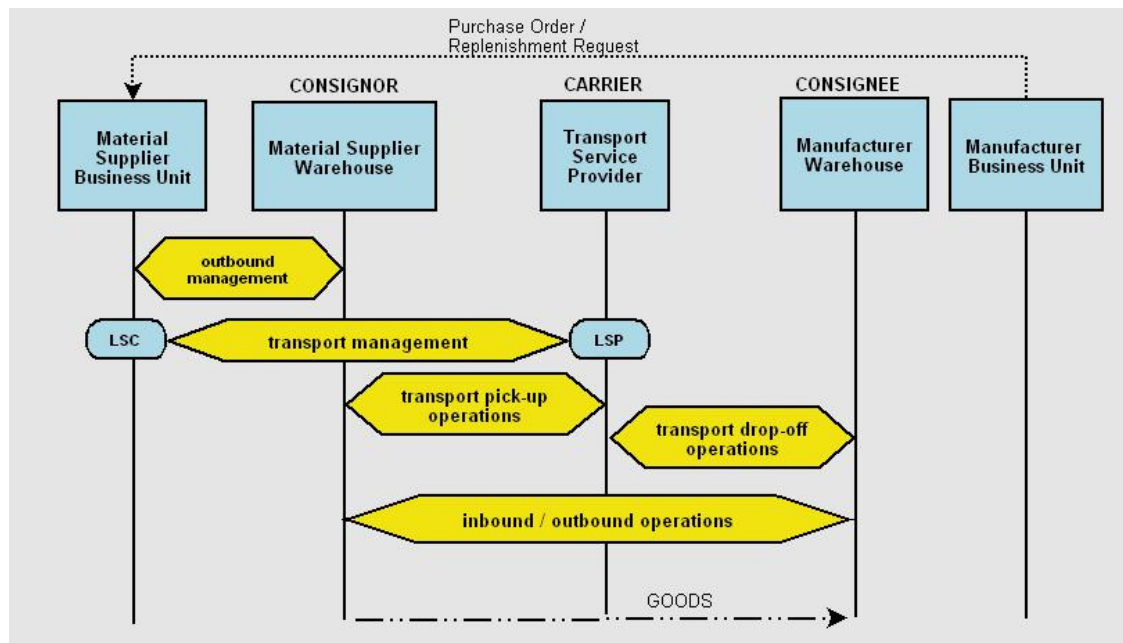 Purchase Order /
Replenishment Request
CONSIGNOR
CARRIER
CONSIGNEE
Material
Supplier
Business Unit
Material Supplier
Warehouse
Transport
Service
Provider
Manufacturer
Warehouse
Manufacturer
Business Unit
outbound
management
LSC
transport management
LSP
transport pick-up
operations
transport drop-off
operations
inbound / outbound operations
GOODS